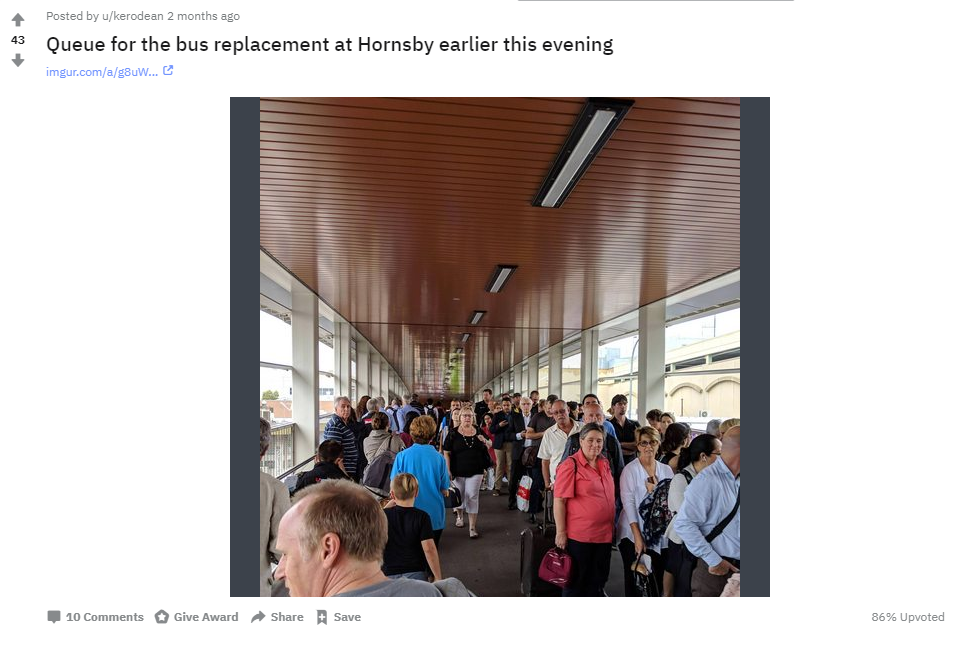 Posted by u/kerodean 2 months ago
43
Queue for the bus replacement at Hornsby earlier this evening
imgur.com/a/g8uW...
10 Comments Give Award Share Save 86% Upvoted